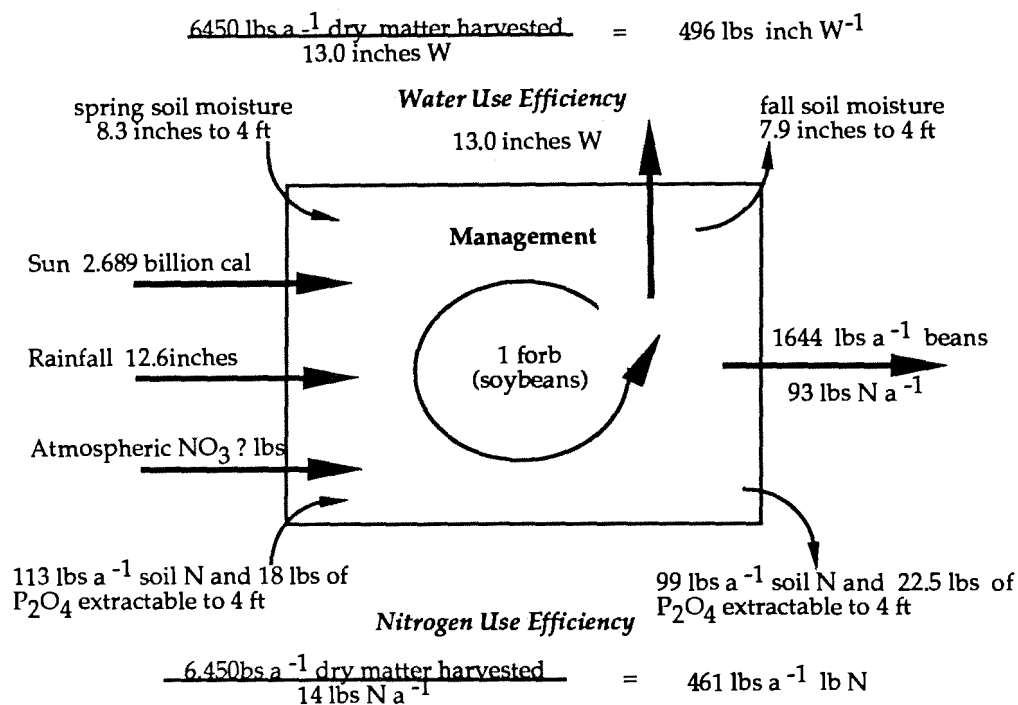 6450 lbs a -1 dry matter harvested = 496 lbs inch W-1
13.0 inches W
Water Use Efficiency
spring soil moisture
8.3 inches to 4 ft
13.0 inches W
fall soil moisture
7.9 inches to 4 ft
Management
Sun 2.689 billion cal
Rainfall 12.6inches
1 forb
(soybeans)
1644 lbs a -1 beans
93 lbs N a -1
Atmospheric NO3 ? lbs
113 lbs a -1 soil N and 18 lbs of
P2O4 extractable to 4 ft
99 lbs a -1 soil N and 22.5 lbs of
P2O4 extractable to 4 ft
Nitrogen Use Efficiency
6.450bs a -1 dry matter harvested = 461 lbs a -1 lb N
14 lbs N a -1